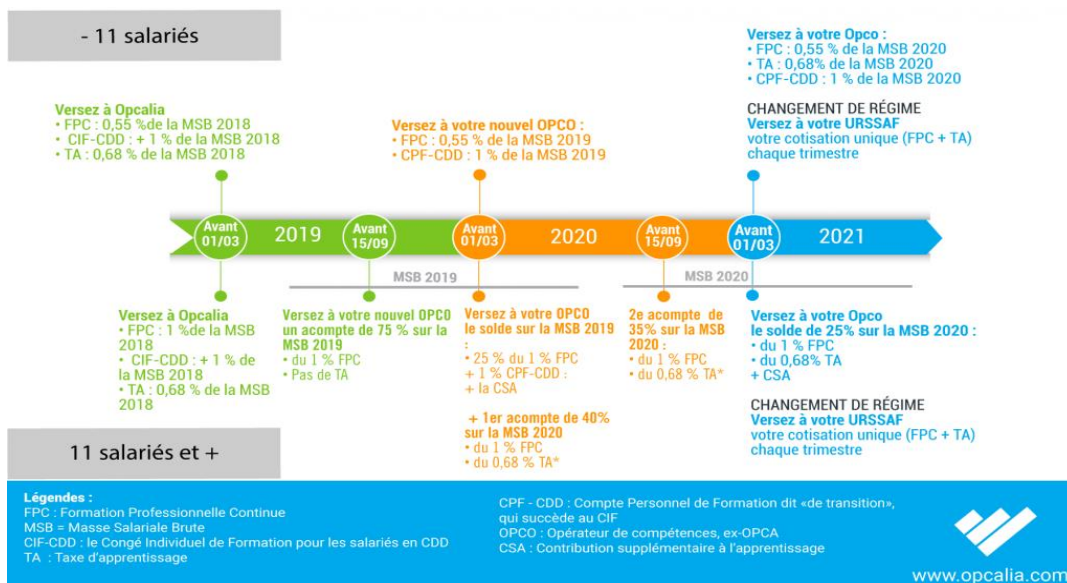 - 11 salariés
Versez à Opcalia
• FPC : 0,55 %de la MSB 2018
• CIF-CDD : + 1 % de la MSB 2018
• TA : 0,68 % de la MSB 2018
Versez à votre nouvel OPCO :
• FPC : 0,55 % de la MSB 2019
• CPF-CDD : 1 % de la MSB 2019
Versez à votre Opco :
• FPC : 0,55 % de la MSB 2020
• TA : 0,68% de la MSB 2020
• CPF-CDD : 1 % de la MSB 2020
CHANGEMENT DE RÉGIME
Versez à votre URSSAF
votre cotisation unique (FPC + TA)
chaque trimestre
Avant
01/03
2019
Avant
15/09
Avant
01/03
2020
Avant
15/09
Avant
01/03
2021
MSB 2019
MSB 2020
Versez à Opcalia
• FPC : 1 %de la MSB
2018
• CIF-CDD : + 1 % de
la MSB 2018
• TA : 0,68 % de la MSB
2018
Versez à votre nouvel OPCO
un acompte de 75 % sur la
MSB 2019
• du 1 % FPC
• Pas de TA
Versez à votre OPCO
le solde sur la MSB 2019
:
• 25 % du 1 % FPC
+ 1 % CPF-CDD :
+ la CSA
+ 1er acompte de 40%
sur la MSB 2020
• du 1 % FPC
• du 0,68 % TA*
2e acompte de
35% sur la MSB
2020 :
• du 1 % FPC
• du 0,68 % TA*
Versez à votre Opco
le solde de 25% sur la MSB 2020 :
• du 1 % FPC
• du 0,68% TA
+ CSA
CHANGEMENT DE RÉGIME
Versez à votre URSSAF
votre cotisation unique (FPC + TA)
chaque trimestre
11 salariés et +
Légendes :
FPC : Formation Professionnelle Continue
MSB = Masse Salariale Brute
CIF-CDD : le Congé Individuel de Formation pour les salariés en CDD
TA : Taxe d'apprentissage
CPF - CDD : Compte Personnel de Formation dit «de transition»,
qui succède au CIF
OPCO : Opérateur de compétences, ex-OPCA
CSA : Contribution supplémentaire à l'apprentissage
www.opcalia.com